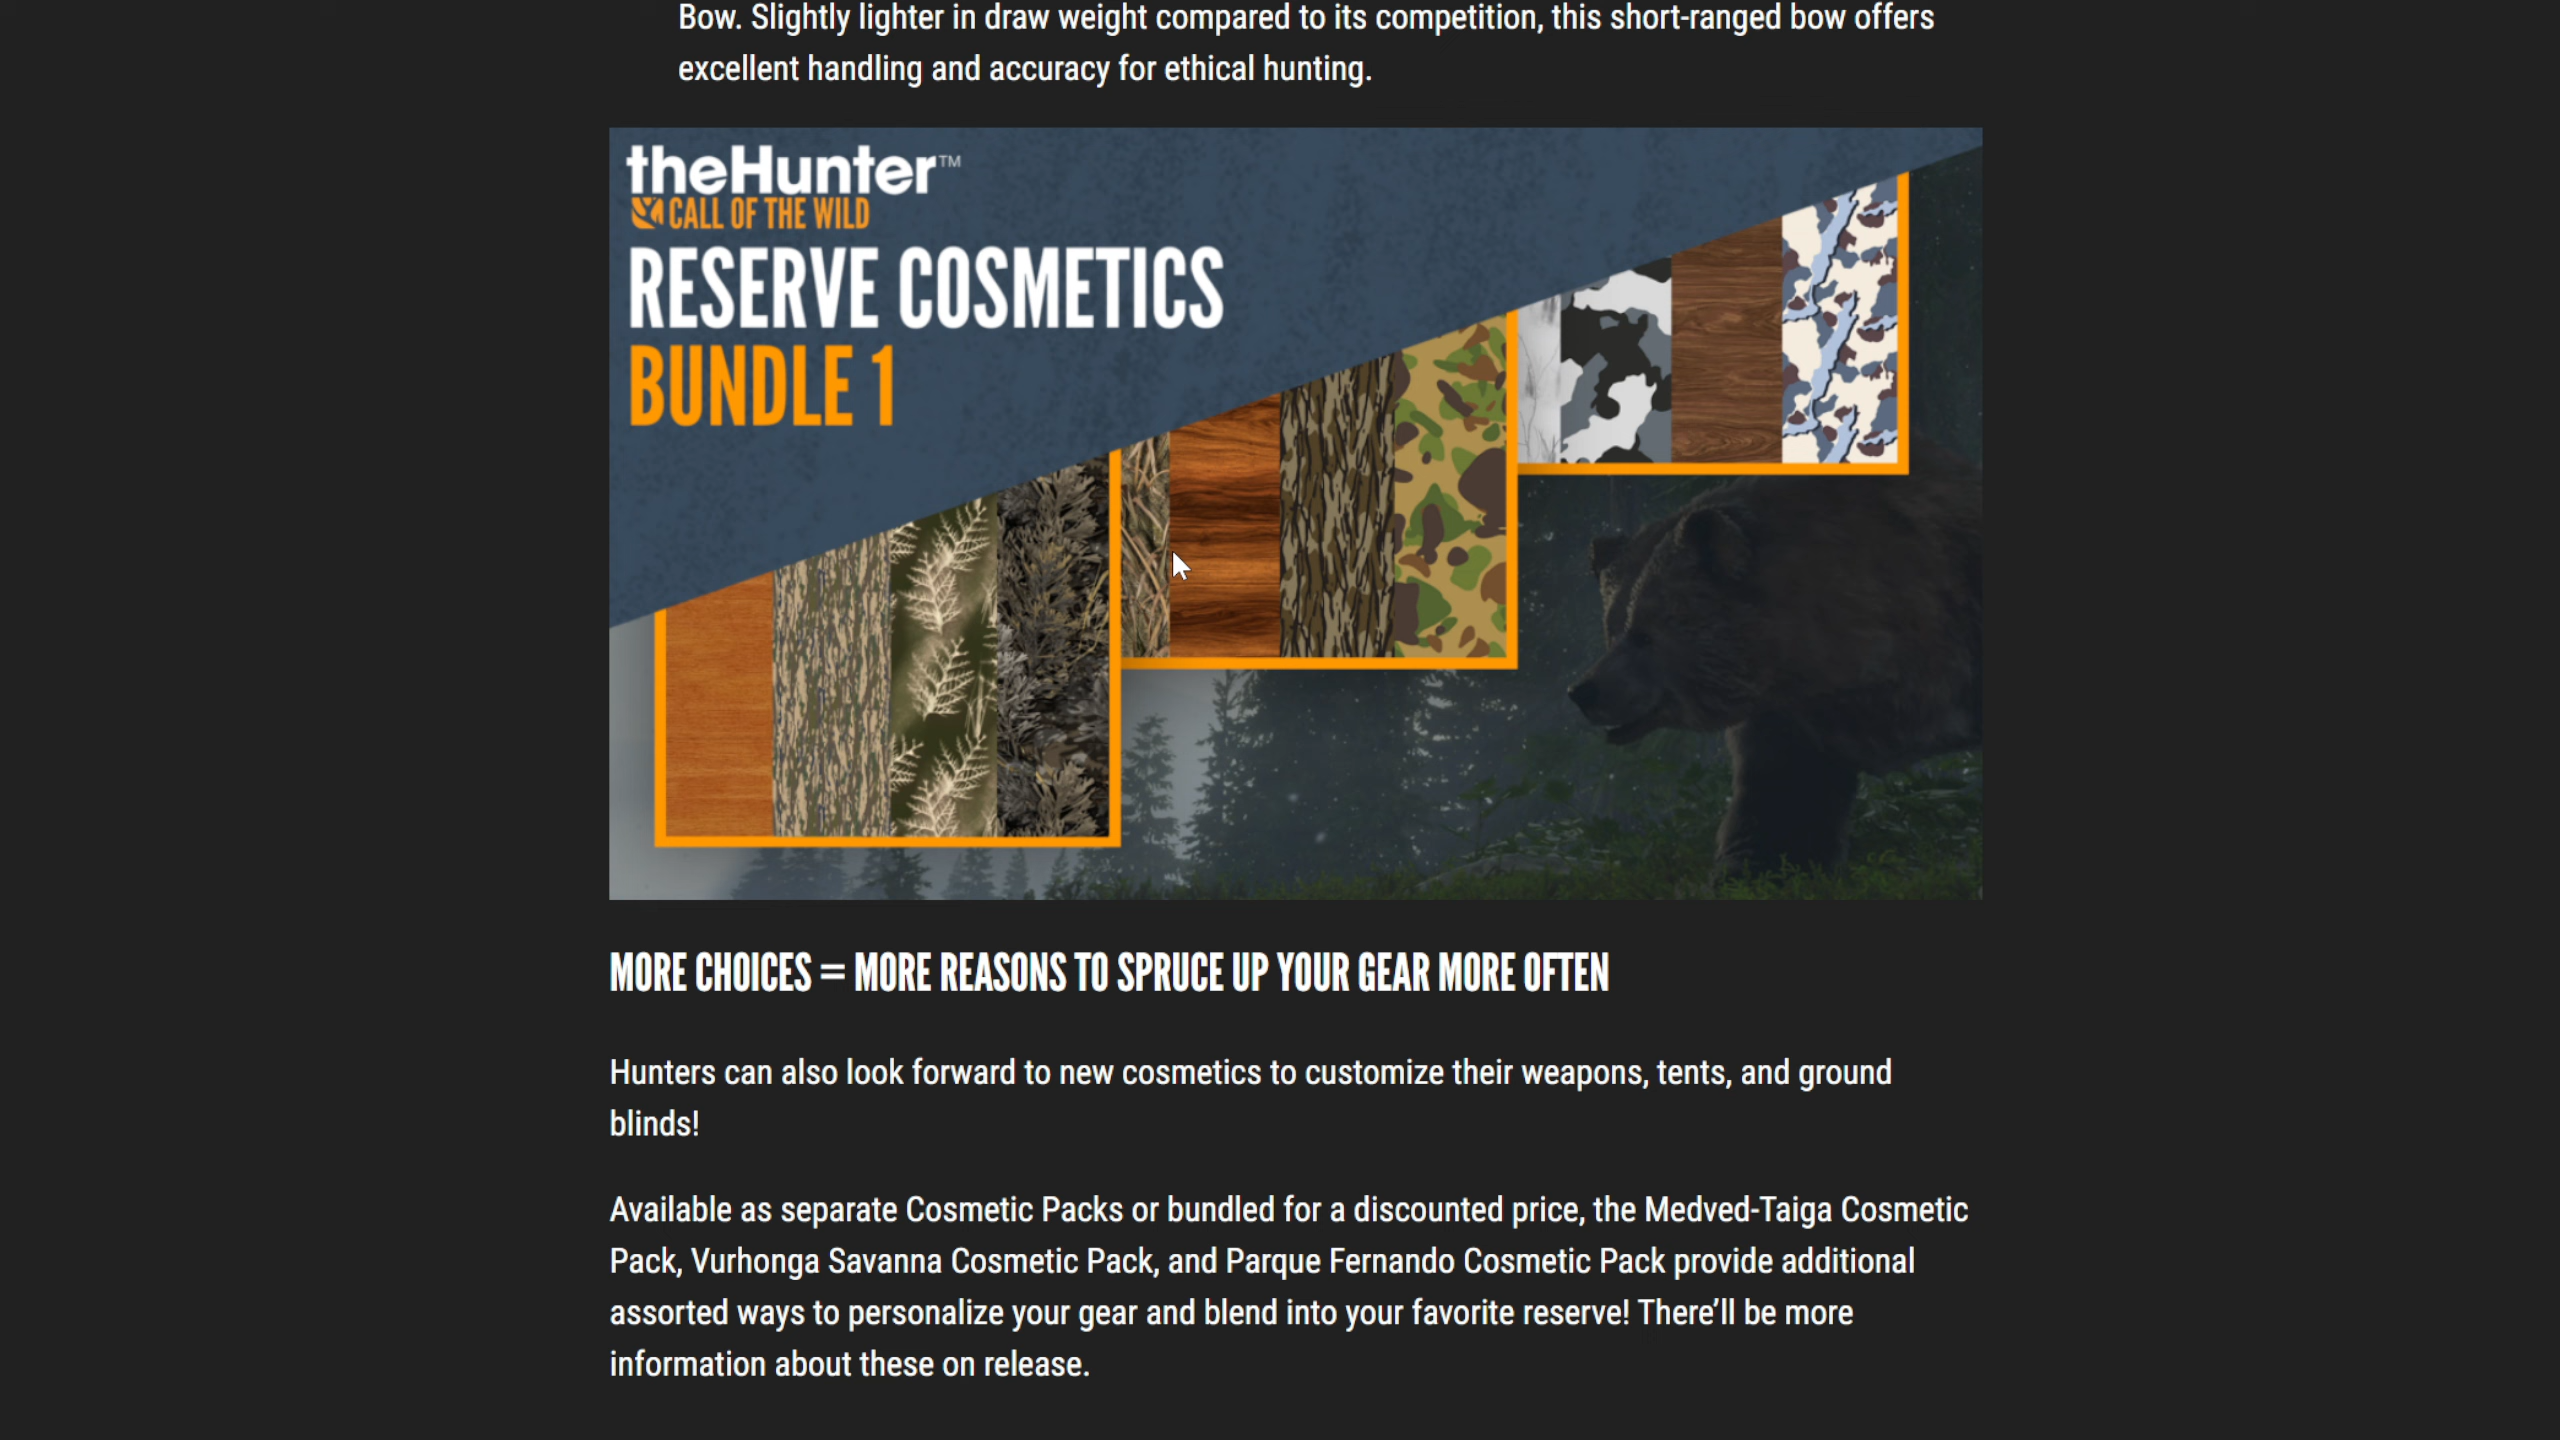 Bow. Slightly lighter in draw weight compared to its competition, this short-ranged bow offers
excellent handling and accuracy for ethical hunting.
theHunter™
CALL OF THE WILD
RESERVE COSMETICS
BUNDLE 1
MORE CHOICES = MORE REASONS TO SPRUCE UP YOUR GEAR MORE OFTEN
Hunters can also look forward to new cosmetics to customize their weapons, tents, and ground
blinds!
Available as separate Cosmetic Packs or bundled for a discounted price, the Medved-Taiga Cosmetic
Pack, Vurhonga Savanna Cosmetic Pack, and Parque Fernando Cosmetic Pack provide additional
assorted ways to personalize your gear and blend into your favorite reserve! There’ll be more
information about these on release.